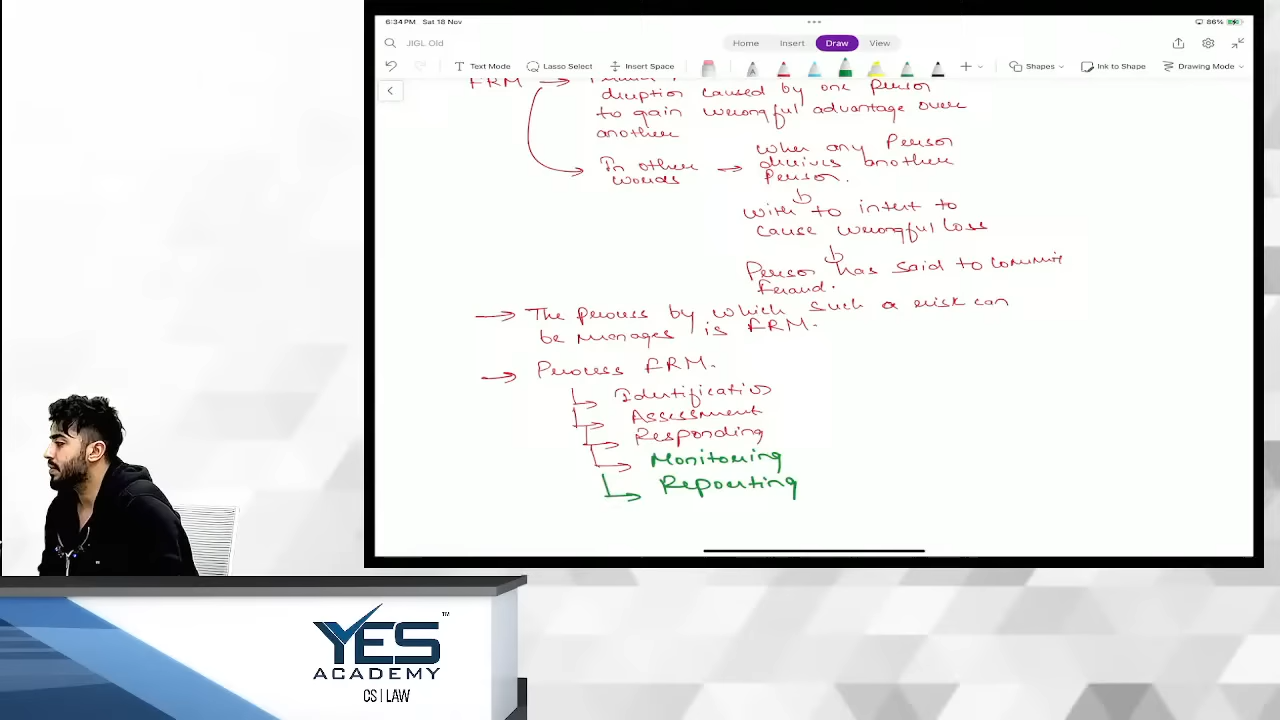 6:34 PM Sat 18 Nov
86%
JIGL Old
Home Insert Draw View
Text Mode Lasso Select Insert Space Shapes Ink to Shape Drawing Mode
FRM
caused by one Person
to gain wrongful advantage over
another
In other words → when any Person
another
Person.
with to intent to
cause wrongful loss
Person has said to commit
fraud.
→ The process by which such a risk can
be manages is FRM.
→ Process FRM.
Identification
Assessment
Responding
Monitoring
Reporting
YES™
ACADEMY
CS | LAW